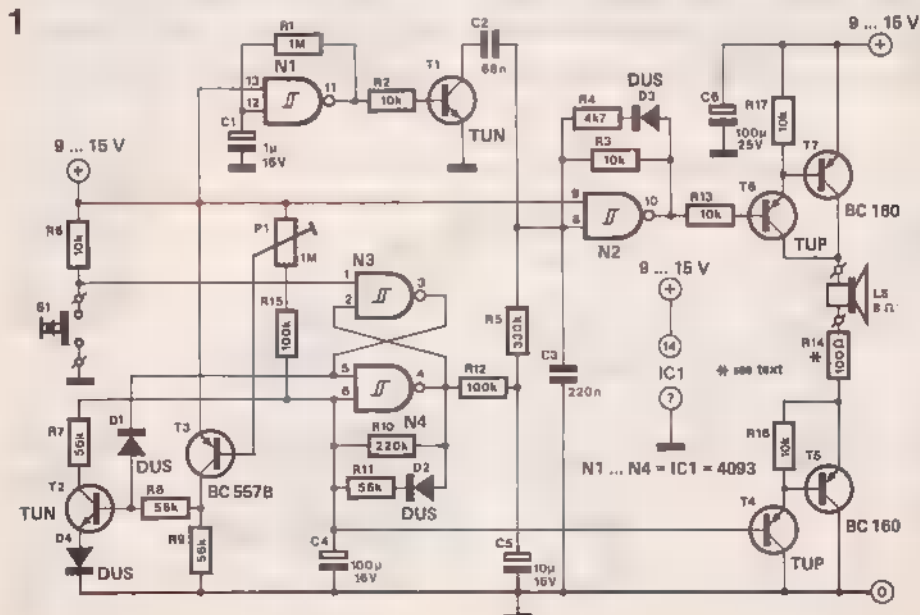 1
9 ... 15 V
+
R1
1M
N1
13
12
11
C1
1µ
16V
R2
10k
T1
TUN
C2
68n
DUS
R4
4k7
D3
R3
10k
9
8
10
N2
R13
10k
9 ... 15 V
+
C6
100µ
25V
R17
10k
T7
BC 160
T6
TUP
LS
8 Ω
R14
100Ω
*
* see text
9 ... 15 V
+
14
IC1
7
N1 ... N4 = IC1 = 4093
R6
10k
S1
P1
1M
R15
100k
N3
1
2
3
5
6
4
N4
R12
100k
R5
330k
C3
220n
R10
220k
R11
56k
D2
DUS
R7
56k
D1
DUS
T3
BC 557B
T2
TUN
R8
56k
R9
56k
D4
DUS
C4
100µ
16V
C5
10µ
16V
R16
10k
T5
BC 160
T4
TUP
0